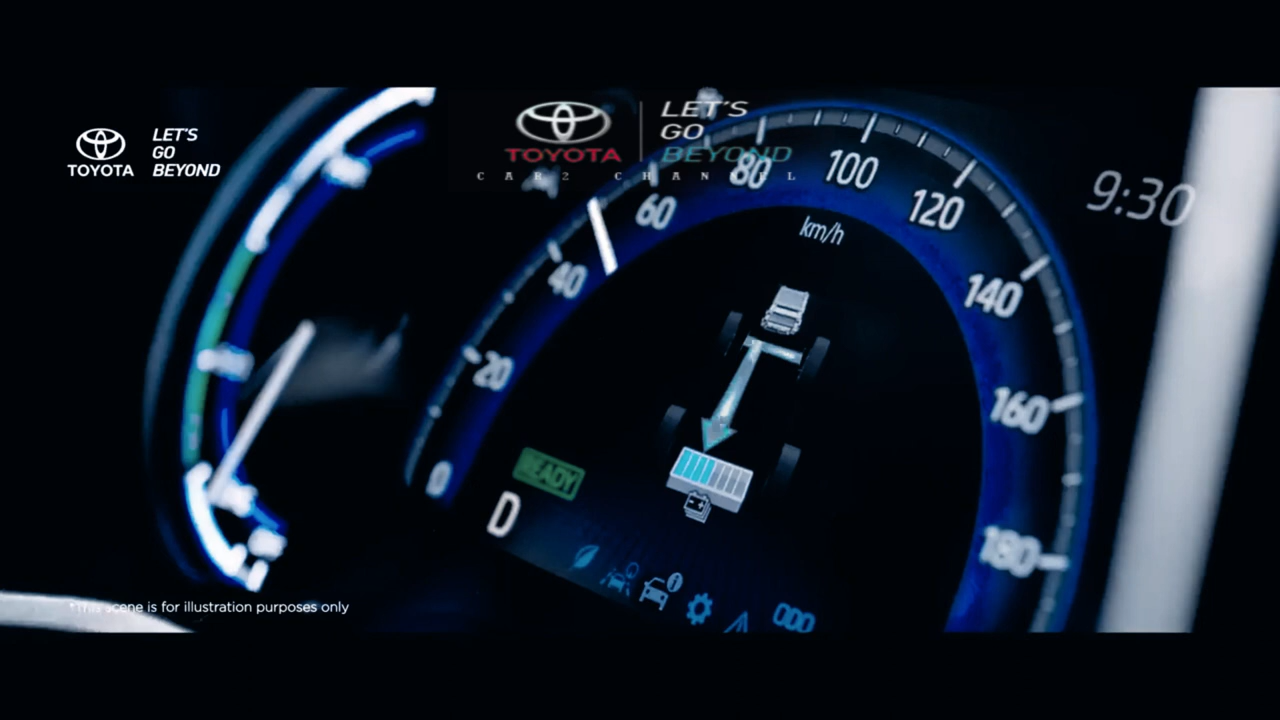 TOYOTA
LET'S
GO
BEYOND
TOYOTA
LET'S
GO
BEYOND
CAR2 CHANNEL
0
20
40
60
80
100
120
140
160
180
km/h
9:30
READY
D
*This scene is for illustration purposes only